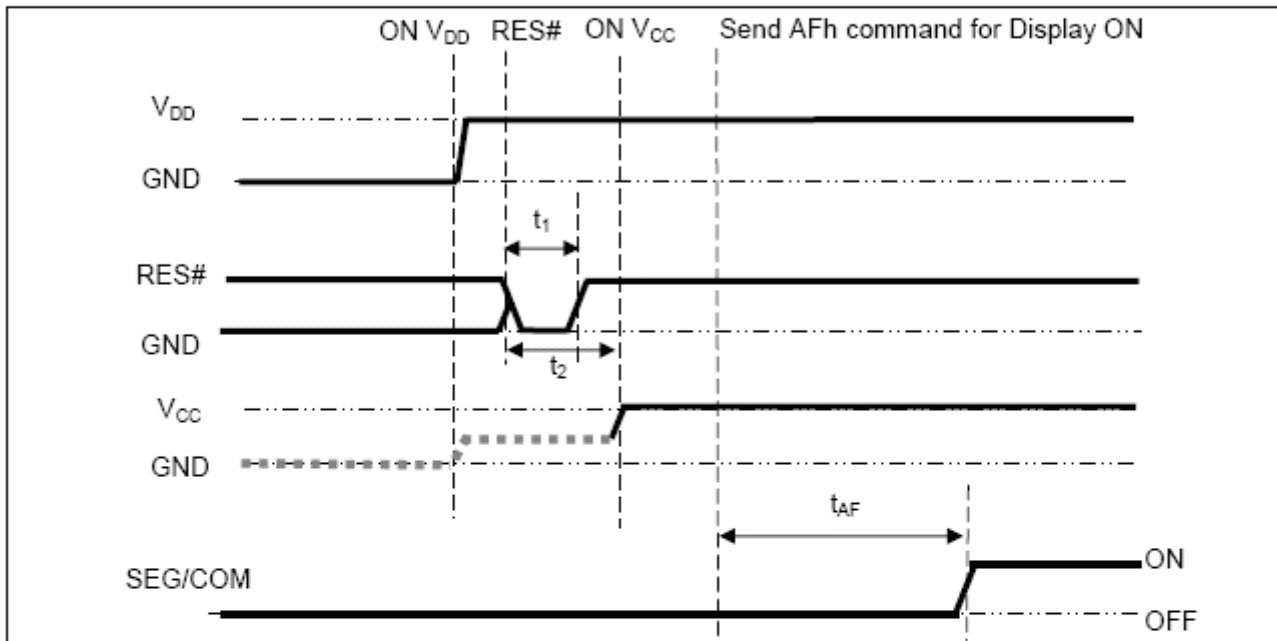 ON VDD RES# ON VCC Send AFh command for Display ON
VDD
GND
t1
RES#
GND
t2
VCC
GND
tAF
SEG/COM
ON
OFF